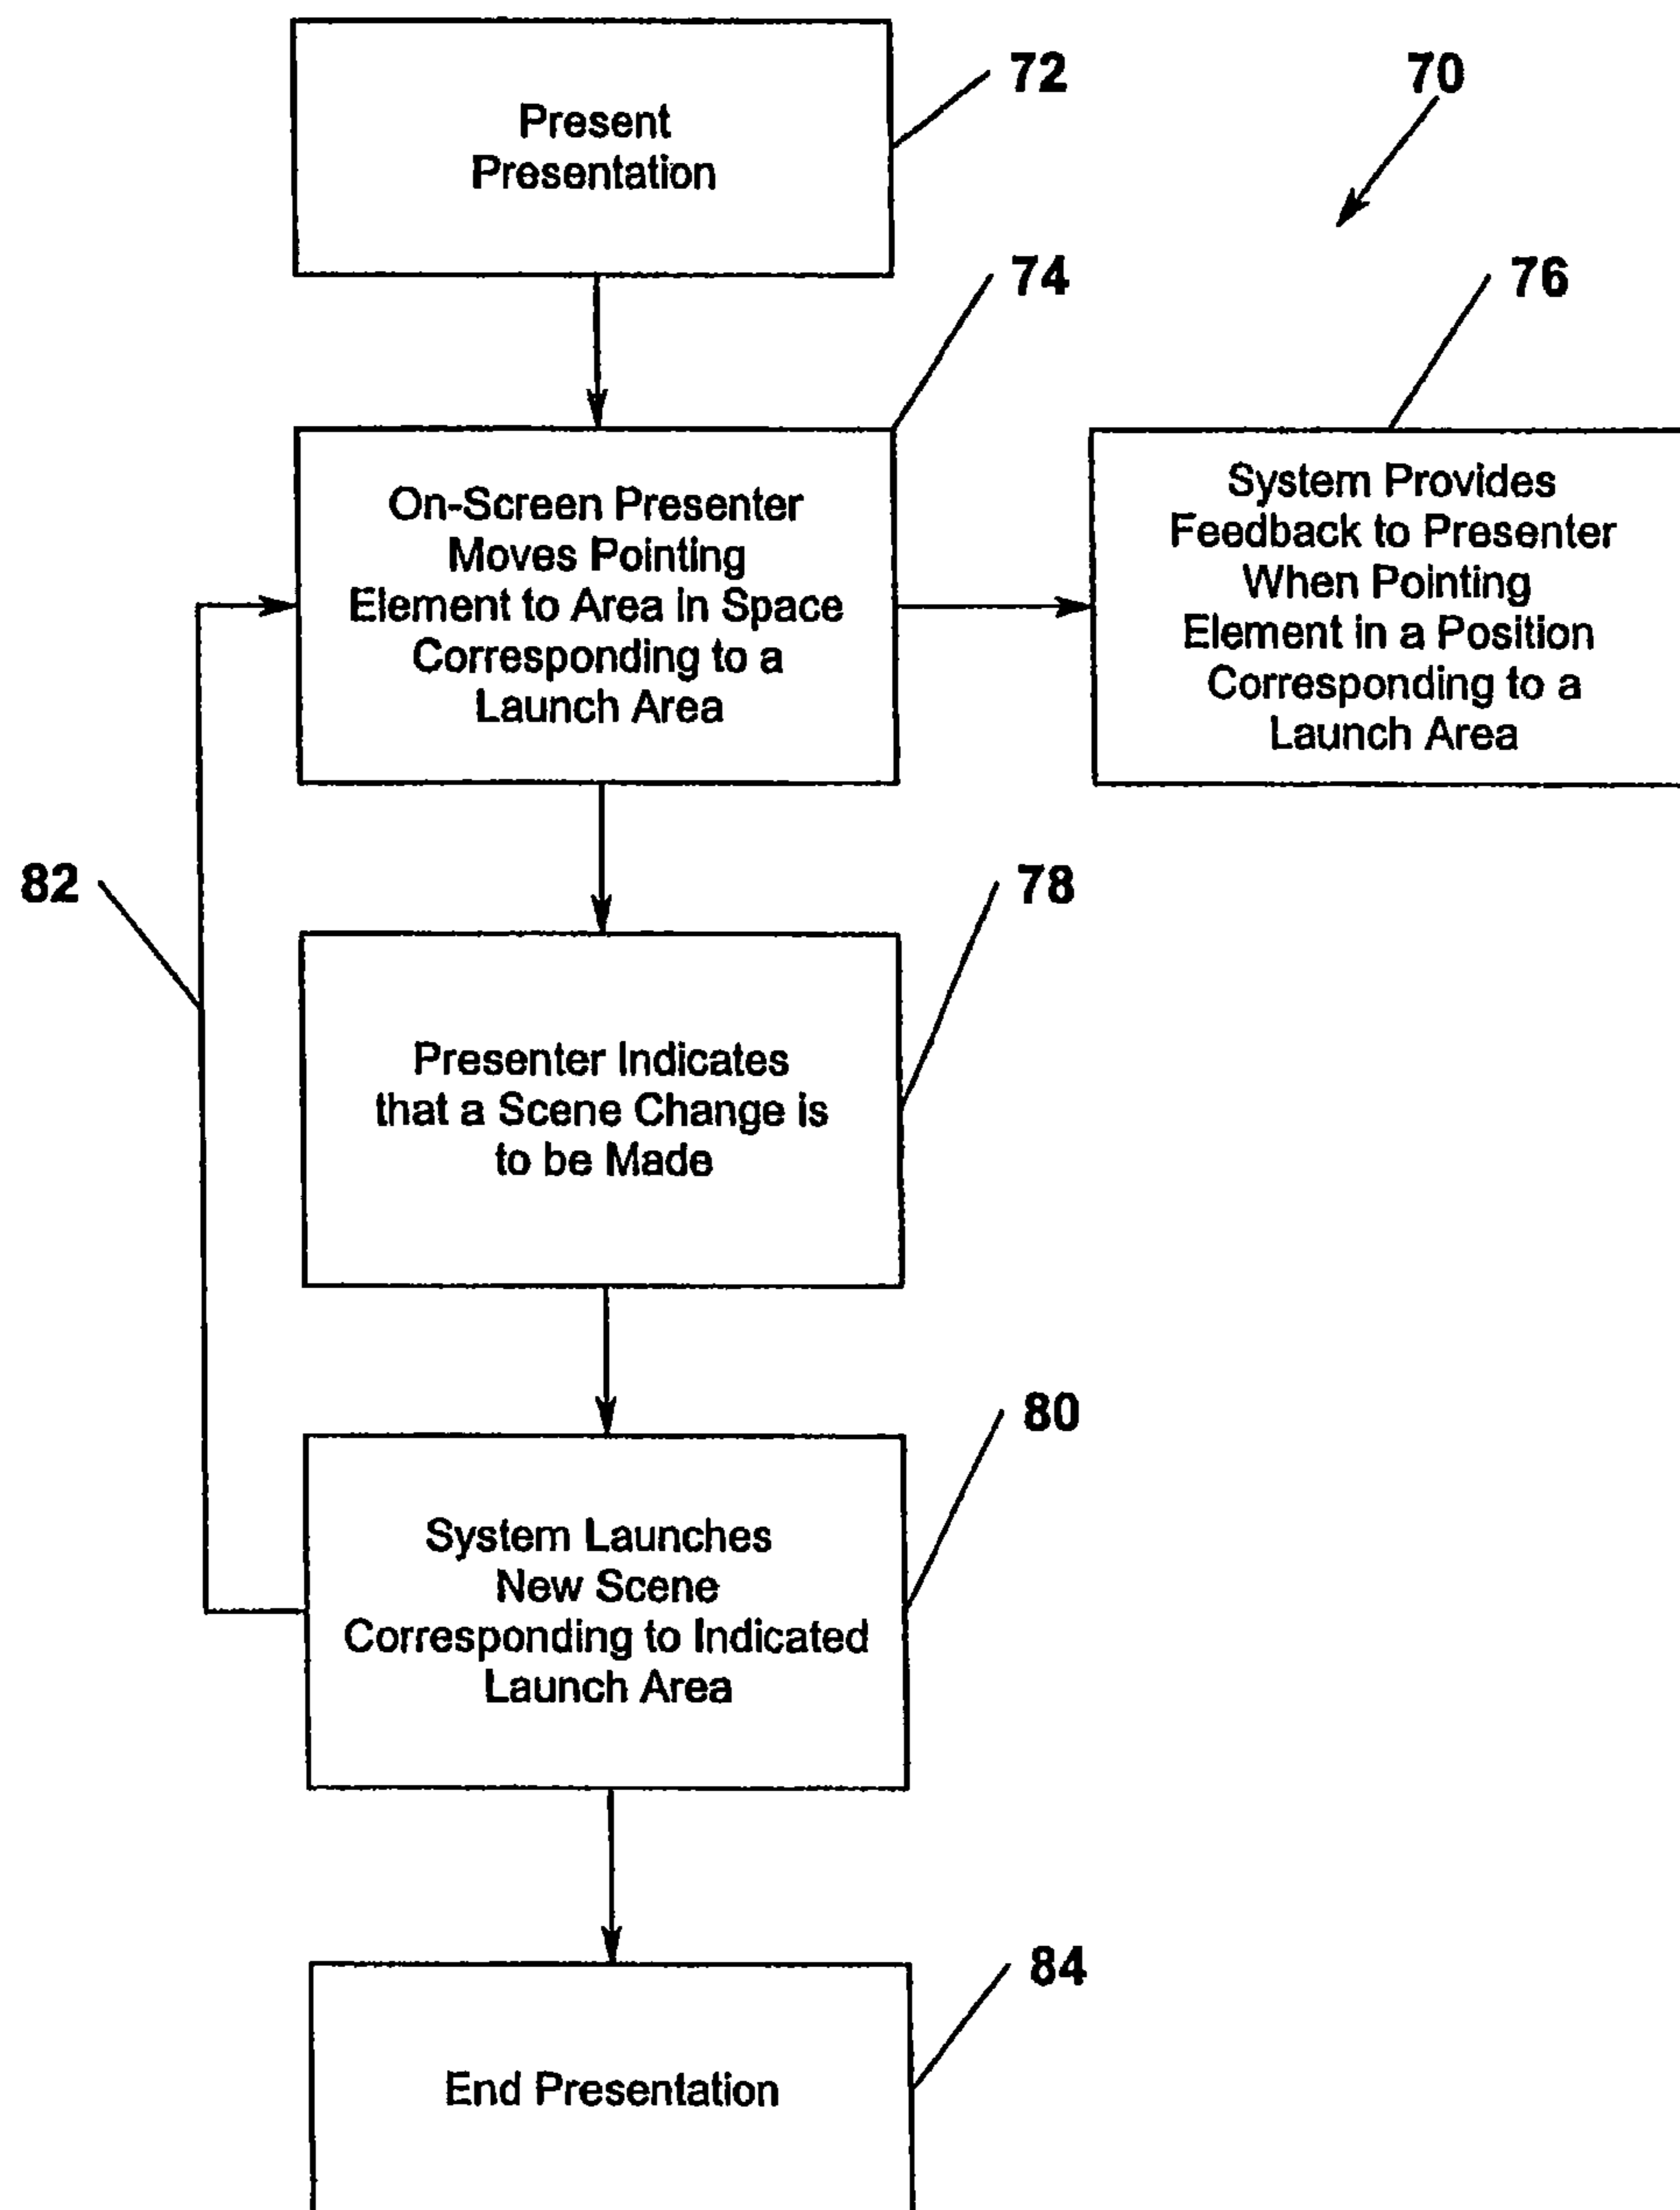 72
70
Present
Presentation
74
76
On-Screen Presenter
Moves Pointing
Element to Area in Space
Corresponding to a
Launch Area
System Provides
Feedback to Presenter
When Pointing
Element in a Position
Corresponding to a
Launch Area
82
78
Presenter Indicates
that a Scene Change is
to be Made
80
System Launches
New Scene
Corresponding to Indicated
Launch Area
84
End Presentation